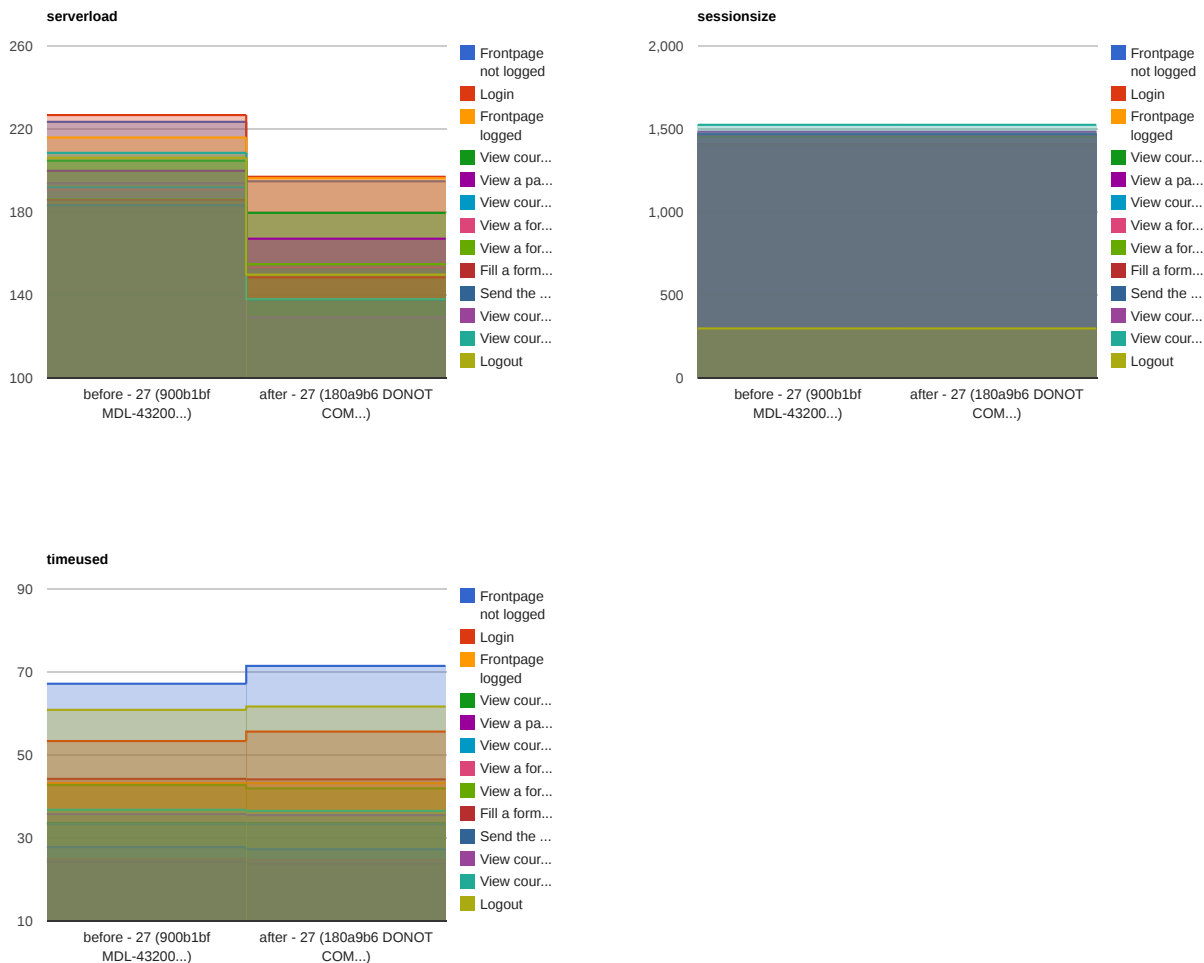 serverload
260
220
180
140
100
before - 27 (900b1bf
MDL-43200...)
after - 27 (180a9b6 DONOT
COM...)
Frontpage
not logged
Login
Frontpage
logged
View cour...
View a pa...
View cour...
View a for...
View a for...
Fill a form...
Send the ...
View cour...
View cour...
Logout
sessionsize
2,000
1,500
1,000
500
0
before - 27 (900b1bf
MDL-43200...)
after - 27 (180a9b6 DONOT
COM...)
Frontpage
not logged
Login
Frontpage
logged
View cour...
View a pa...
View cour...
View a for...
View a for...
Fill a form...
Send the ...
View cour...
View cour...
Logout
timeused
90
70
50
30
10
before - 27 (900b1bf
MDL-43200...)
after - 27 (180a9b6 DONOT
COM...)
Frontpage
not logged
Login
Frontpage
logged
View cour...
View a pa...
View cour...
View a for...
View a for...
Fill a form...
Send the ...
View cour...
View cour...
Logout